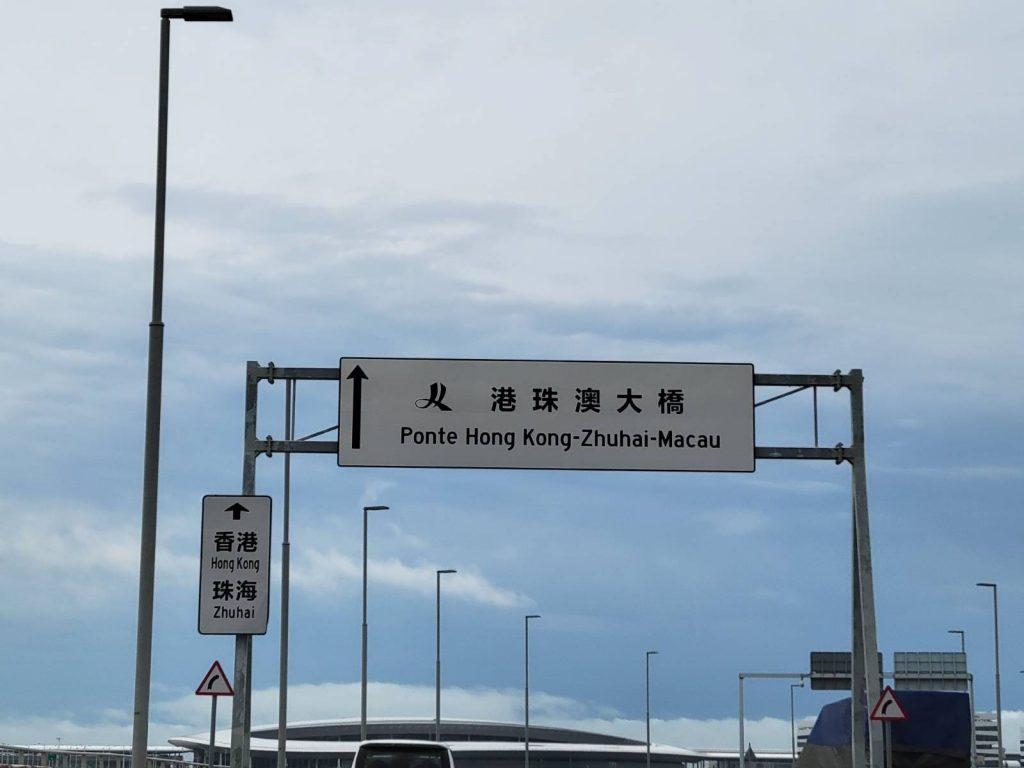 港珠澳大橋
Ponte Hong Kong-Zhuhai-Macau
香港
Hong Kong
珠海
Zhuhai